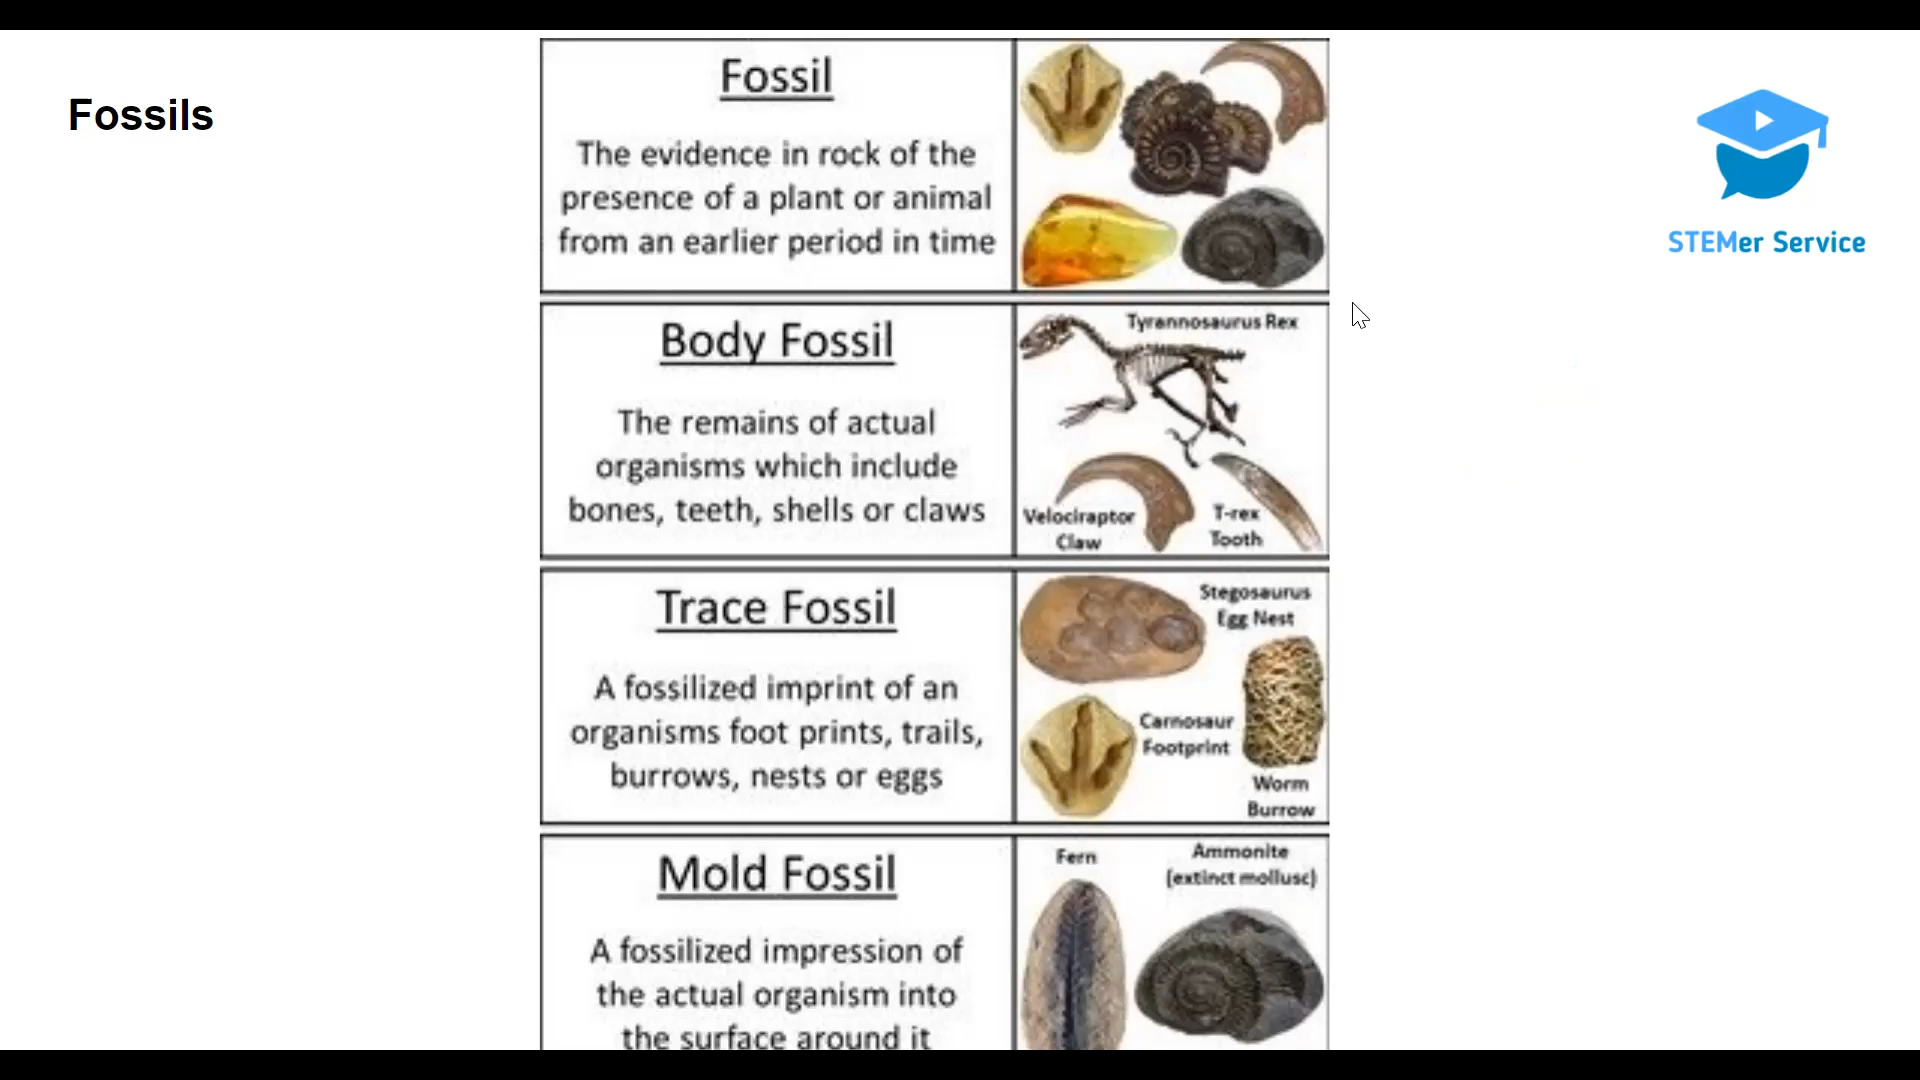 Fossils
Fossil
The evidence in rock of the
presence of a plant or animal
from an earlier period in time
STEMer Service
Body Fossil
The remains of actual
organisms which include
bones, teeth, shells or claws
Tyrannosaurus Rex
Velociraptor
Claw
T-rex
Tooth
Trace Fossil
A fossilized imprint of an
organisms foot prints, trails,
burrows, nests or eggs
Stegosaurus
Egg Nest
Carnosaur
Footprint
Worm
Burrow
Mold Fossil
A fossilized impression of
the actual organism into
the surface around it
Fern
Ammonite
(extinct mollusc)